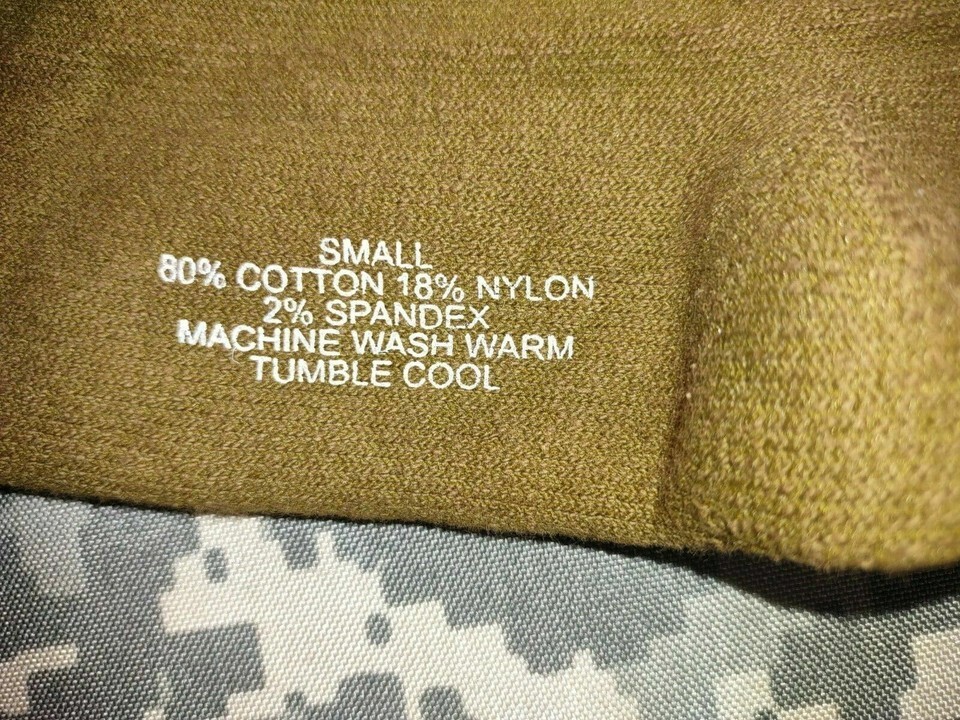 SMALL
80% COTTON 18% NYLON
2% SPANDEX
MACHINE WASH WARM
TUMBLE COOL